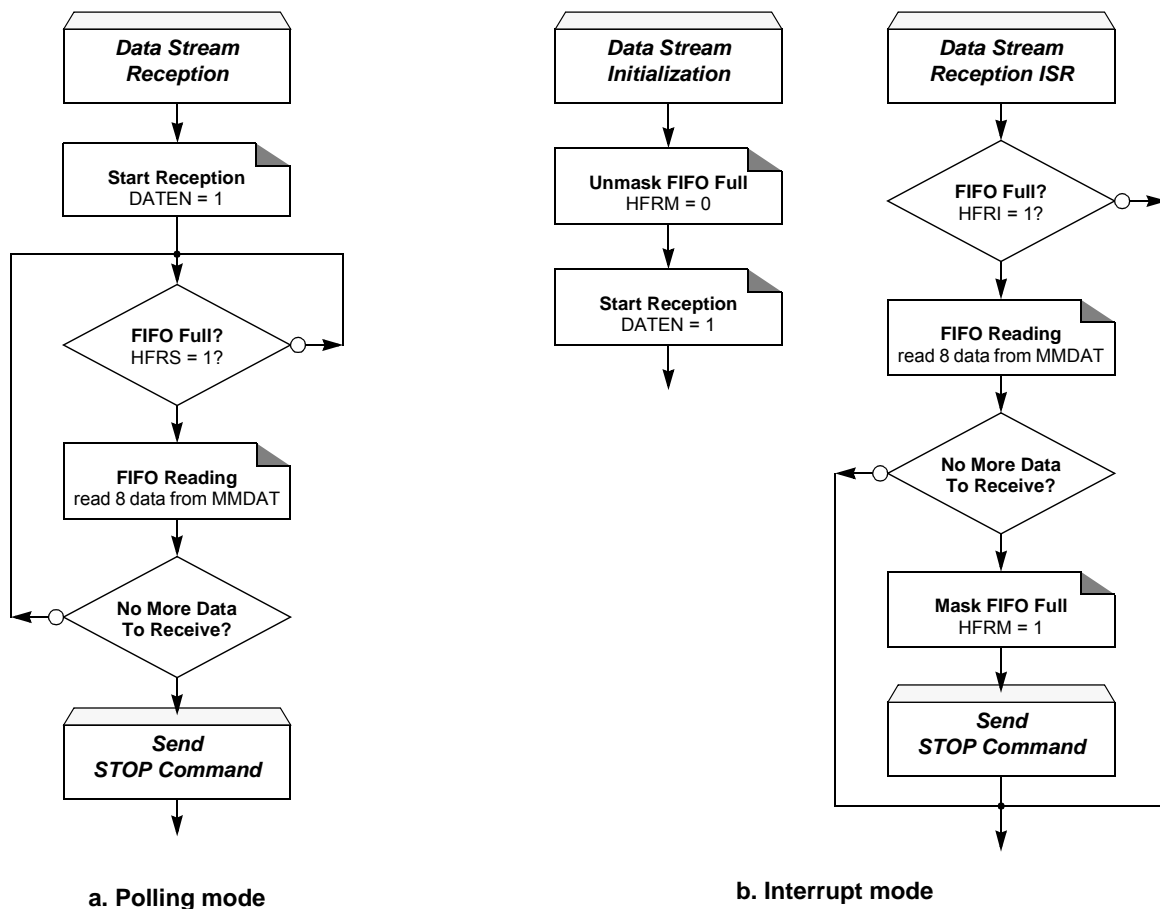 Data Stream
Reception
Start Reception
DATEN = 1
FIFO Full?
HFRS = 1?
FIFO Reading
read 8 data from MMDAT
No More Data
To Receive?
Send
STOP Command
a. Polling mode
Data Stream
Initialization
Unmask FIFO Full
HFRM = 0
Start Reception
DATEN = 1
Data Stream
Reception ISR
FIFO Full?
HFRI = 1?
FIFO Reading
read 8 data from MMDAT
No More Data
To Receive?
Mask FIFO Full
HFRM = 1
Send
STOP Command
b. Interrupt mode